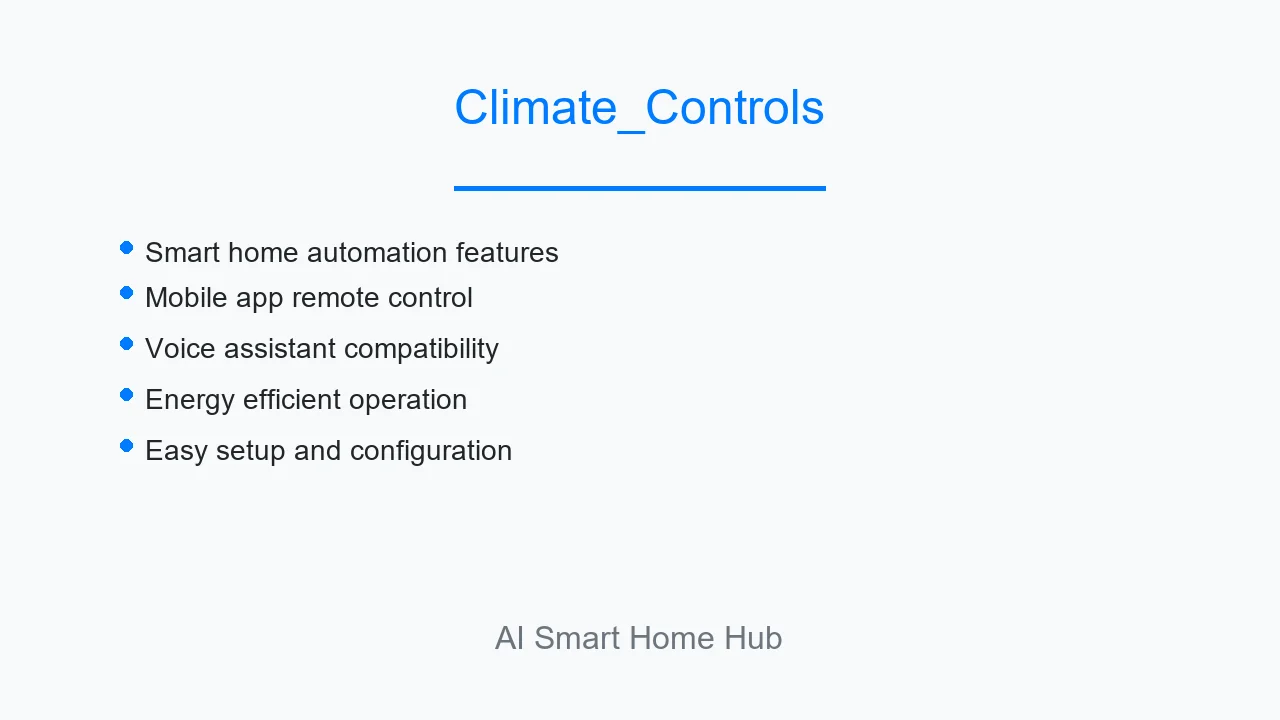 Climate_Controls
Smart home automation features
Mobile app remote control
Voice assistant compatibility
Energy efficient operation
Easy setup and configuration
AI Smart Home Hub